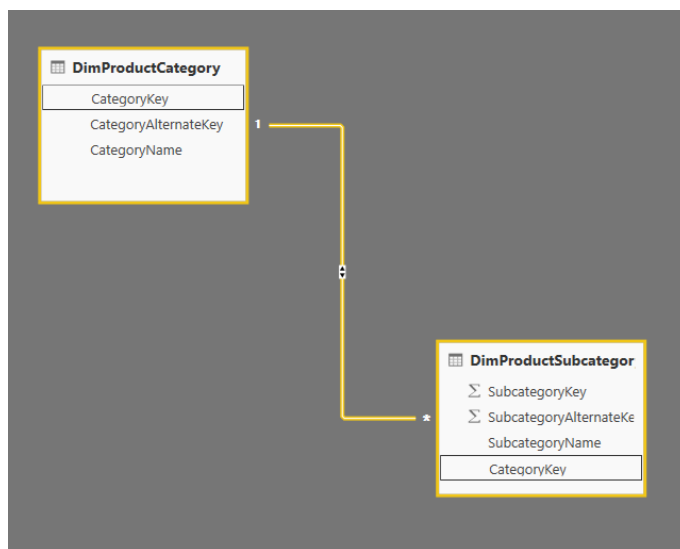 DimProductCategory
CategoryKey
CategoryAlternateKey
CategoryName
1
*
DimProductSubcategor
Σ SubcategoryKey
Σ SubcategoryAlternateKe
SubcategoryName
CategoryKey